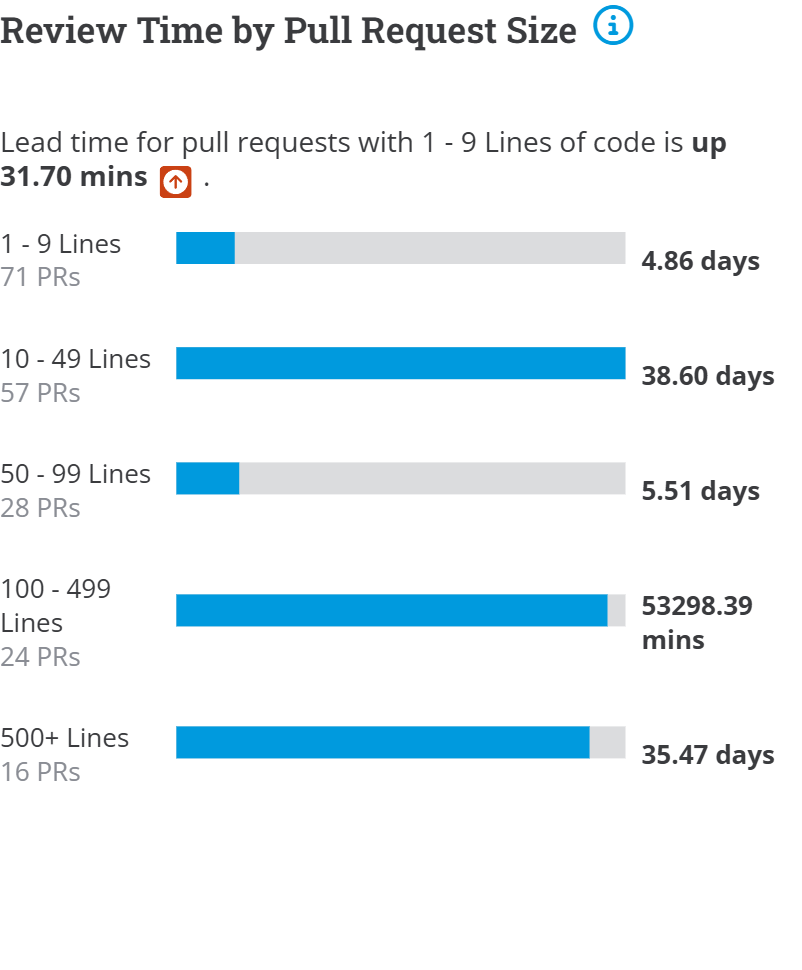 Review Time by Pull Request Size
Lead time for pull requests with 1 - 9 Lines of code is up
31.70 mins .
1 - 9 Lines
71 PRs
4.86 days
10 - 49 Lines
57 PRs
38.60 days
50 - 99 Lines
28 PRs
5.51 days
100 - 499
Lines
24 PRs
53298.39
mins
500+ Lines
16 PRs
35.47 days